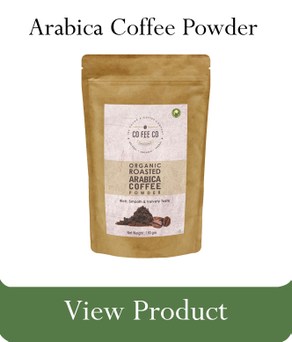 Arabica Coffee Powder
CO FEE CO
ORGANIC
ROASTED
ARABICA
COFFEE
POWDER
View Product